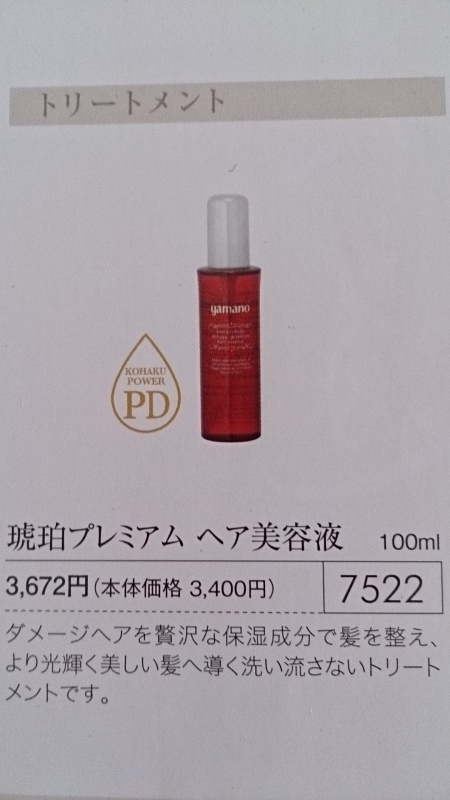 トリートメント
yamano
KOHAKU
POWER
PD
琥珀プレミアム ヘア美容液 100ml
3,672円(本体価格 3,400円) 7522
ダメージヘアを贅沢な保湿成分で髪を整え、
より光輝く美しい髪へ導く洗い流さないトリート
メントです。